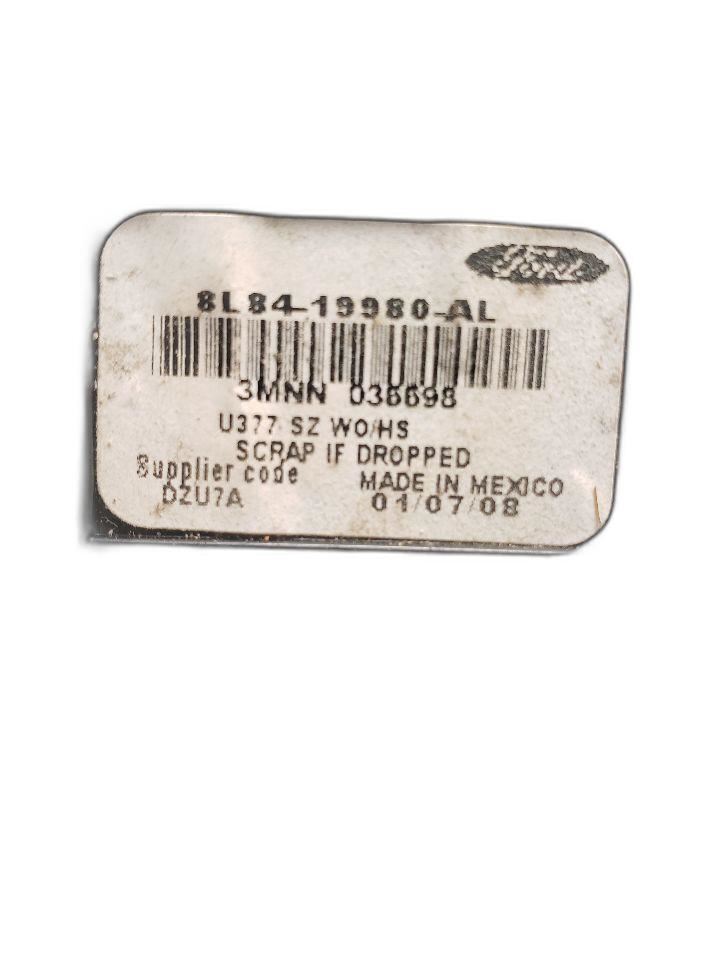 Ford
8L84-19980-AL
3MNN 036698
U377 SZ WO/HS
SCRAP IF DROPPED
Supplier code
DZU7A
MADE IN MEXICO
01/07/08